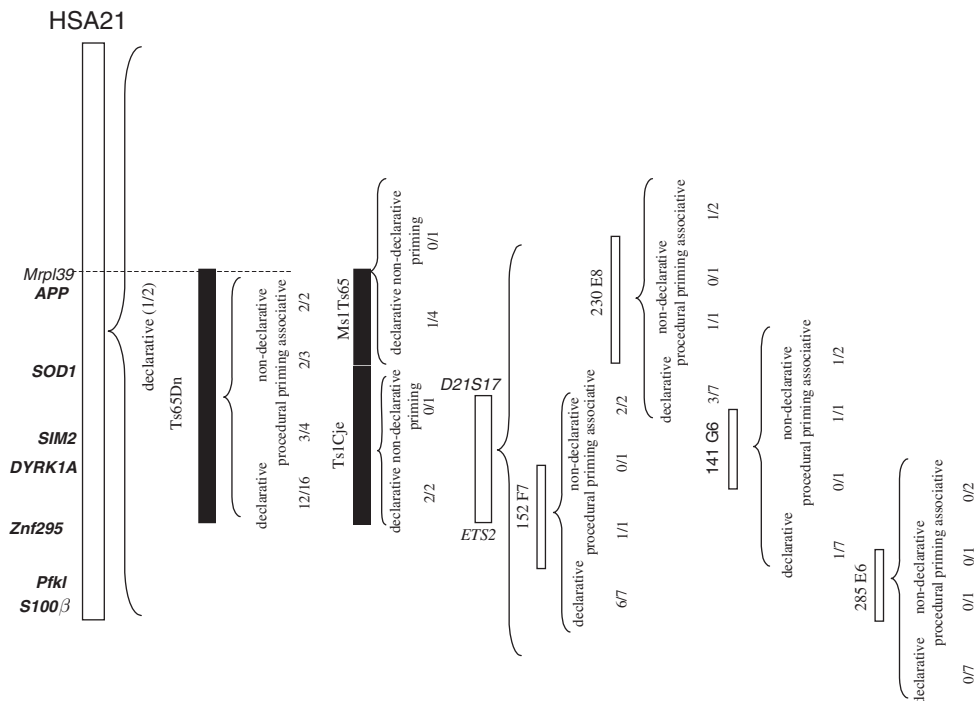 HSA21
Mrpl39
APP
SOD1
SIM2
DYRK1A
Znf295
Pfkl
S100β
declarative (1/2)
Ts65Dn
declarative non-declarative
procedural priming associative
12/16 3/4 2/3 2/2
Ms1Ts65
declarative non-declarative
priming
1/4 0/1
Ts1Cje
declarative non-declarative
priming
2/2 0/1
D21S17
ETS2
152 F7
declarative non-declarative
procedural priming associative
6/7 1/1 0/1 2/2
230 E8
declarative non-declarative
procedural priming associative
3/7 1/1 0/1 1/2
141 G6
declarative non-declarative
procedural priming associative
1/7 0/1 1/1 1/2
285 E6
declarative non-declarative
procedural priming associative
0/7 0/1 0/1 0/2